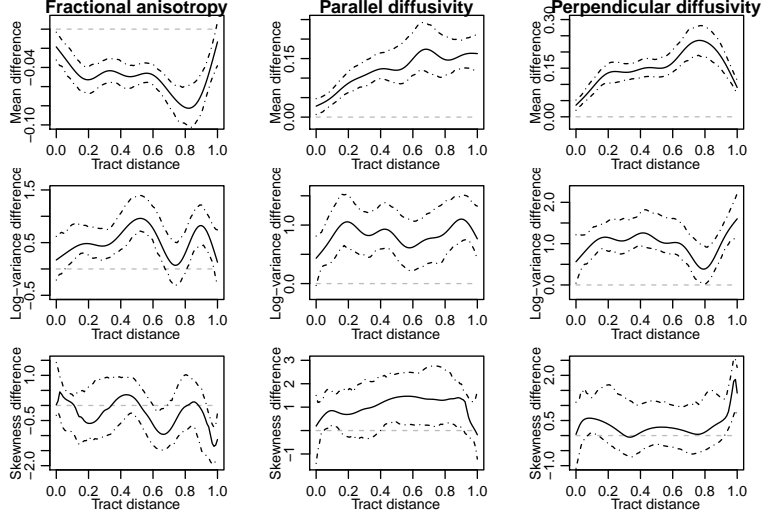 Fractional anisotropy
Parallel diffusivity
Perpendicular diffusivity
Mean difference
−0.10 −0.04
0.0 0.2 0.4 0.6 0.8 1.0
Tract distance
Mean difference
0.00 0.15
0.0 0.2 0.4 0.6 0.8 1.0
Tract distance
Mean difference
0.00 0.15 0.30
0.0 0.2 0.4 0.6 0.8 1.0
Tract distance
Log−variance difference
−0.5 0.5 1.5
0.0 0.2 0.4 0.6 0.8 1.0
Tract distance
Log−variance difference
0.0 1.0
0.0 0.2 0.4 0.6 0.8 1.0
Tract distance
Log−variance difference
0.0 1.0 2.0
0.0 0.2 0.4 0.6 0.8 1.0
Tract distance
Skewness difference
−2.0 −0.5 1.0
0.0 0.2 0.4 0.6 0.8 1.0
Tract distance
Skewness difference
−1 1 2 3
0.0 0.2 0.4 0.6 0.8 1.0
Tract distance
Skewness difference
−1.0 0.5 2.0
0.0 0.2 0.4 0.6 0.8 1.0
Tract distance